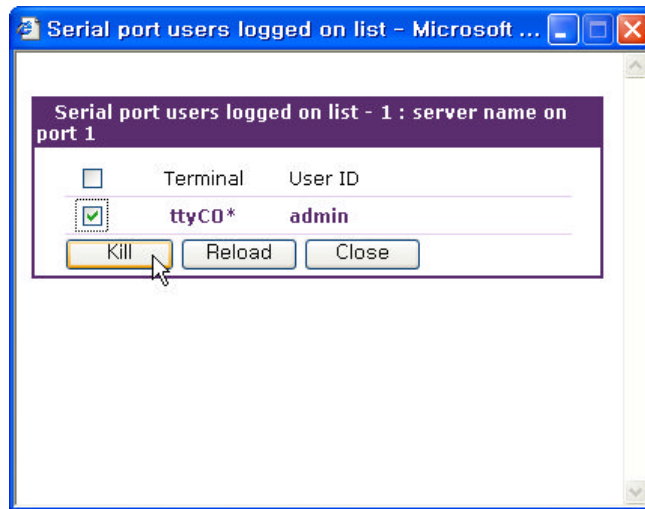 Serial port users logged on list - Microsoft ...
Serial port users logged on list - 1 : server name on
port 1
Terminal User ID
ttyC0* admin
Kill Reload Close